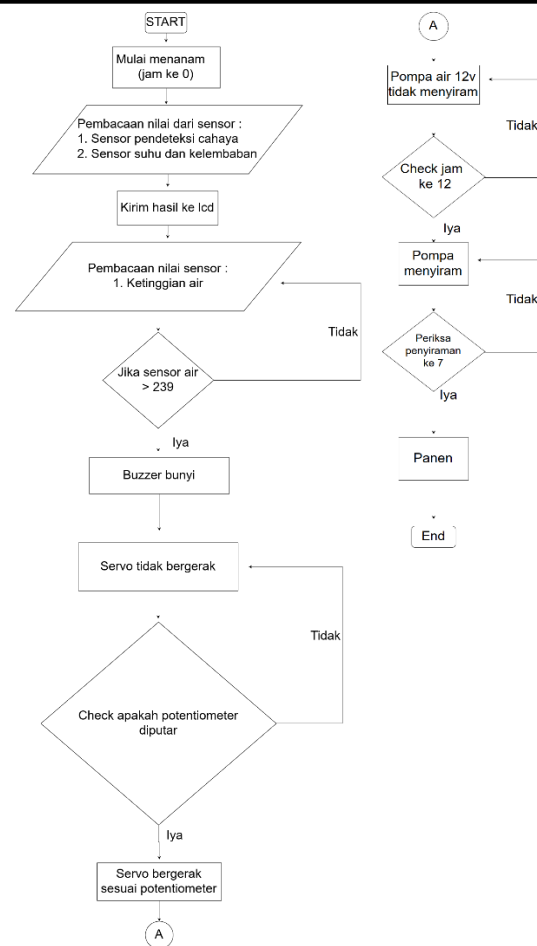 START
Mulai menanam
(jam ke 0)
Pembacaan nilai dari sensor :
1. Sensor pendeteksi cahaya
2. Sensor suhu dan kelembaban
Kirim hasil ke lcd
Pembacaan nilai sensor :
1. Ketinggian air
Tidak
Jika sensor air
> 239
Iya
Buzzer bunyi
Servo tidak bergerak
Tidak
Check apakah potentiometer
diputar
Iya
Servo bergerak
sesuai potentiometer
A
A
Pompa air 12v
tidak menyiram
Tidak
Check jam
ke 12
Iya
Pompa
menyiram
Tidak
Periksa
penyiraman
ke 7
Iya
Panen
End